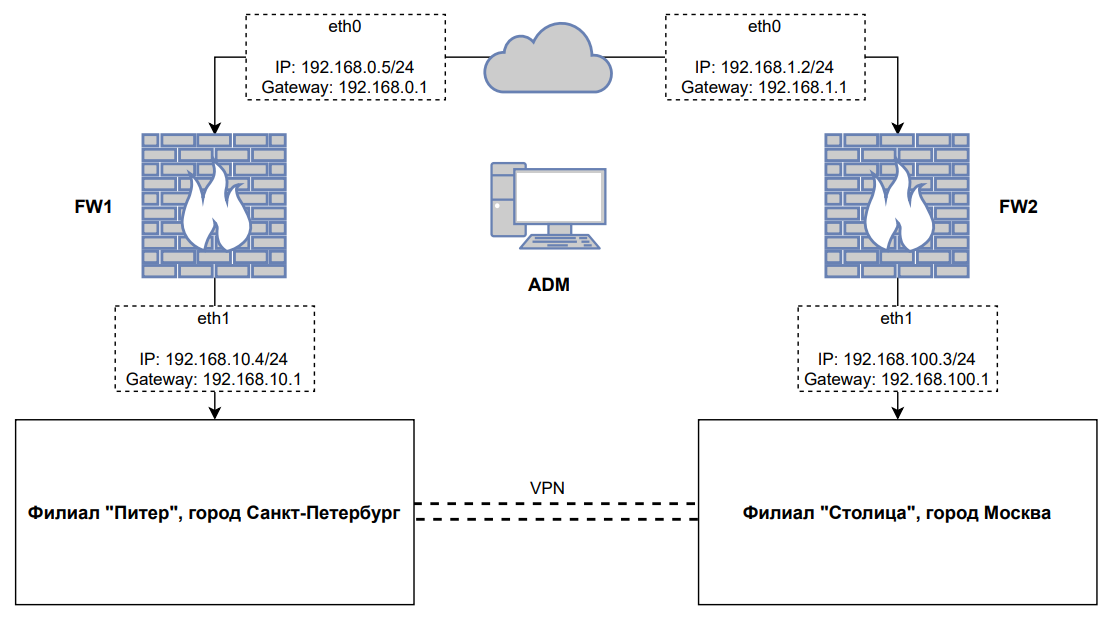 eth0
IP: 192.168.0.5/24
Gateway: 192.168.0.1
eth0
IP: 192.168.1.2/24
Gateway: 192.168.1.1
FW1
ADM
FW2
eth1
IP: 192.168.10.4/24
Gateway: 192.168.10.1
eth1
IP: 192.168.100.3/24
Gateway: 192.168.100.1
Филиал "Питер", город Санкт-Петербург
VPN
Филиал "Столица", город Москва